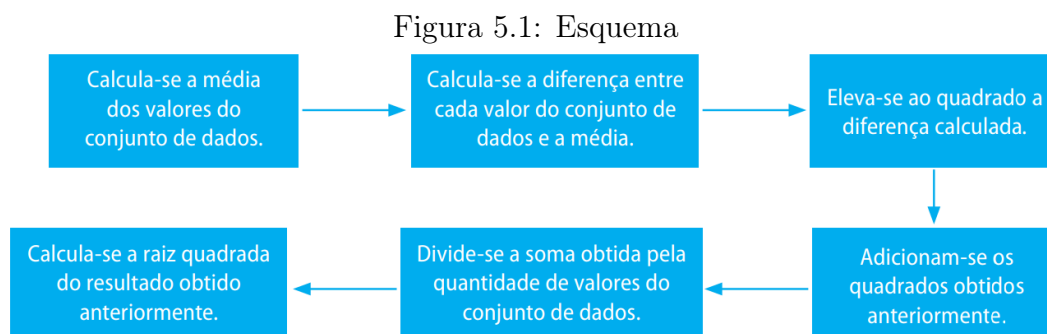 Figura 5.1: Esquema
Calcula-se a média
dos valores do
conjunto de dados.
Calcula-se a diferença entre
cada valor do conjunto de
dados e a média.
Eleva-se ao quadrado a
diferença calculada.
Adicionam-se os
quadrados obtidos
anteriormente.
Divide-se a soma obtida pela
quantidade de valores do
conjunto de dados.
Calcula-se a raiz quadrada
do resultado obtido
anteriormente.